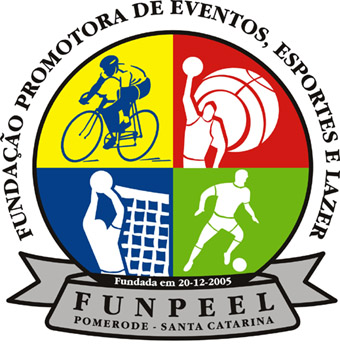 FUNDAÇÃO PROMOTORA DE EVENTOS, ESPORTES E LAZER
Fundada em 20-12-2005
FUNPEEL
POMERODE - SANTA CATARINA